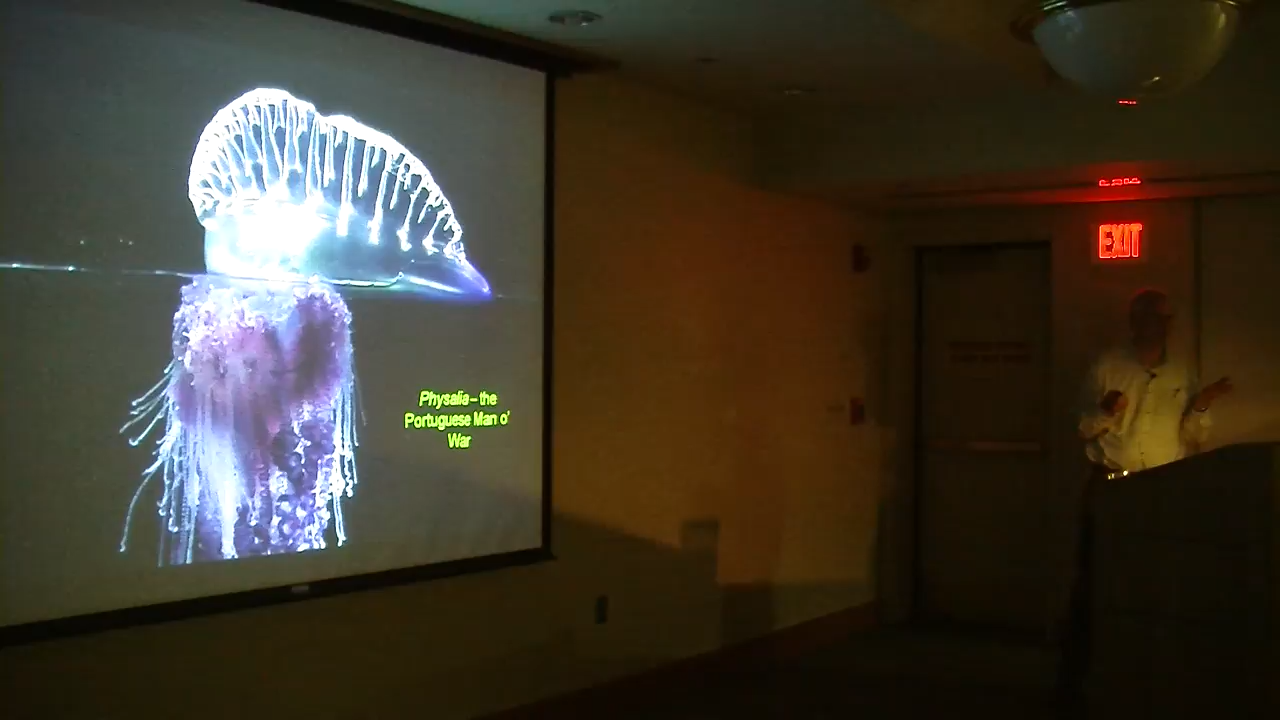 Physalia – the
Portuguese Man o'
War
EXIT